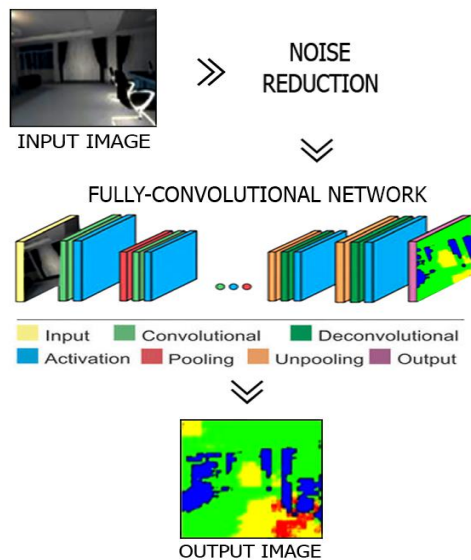 NOISE
REDUCTION
INPUT IMAGE
FULLY-CONVOLUTIONAL NETWORK
Input Convolutional Deconvolutional
Activation Pooling Unpooling Output
OUTPUT IMAGE